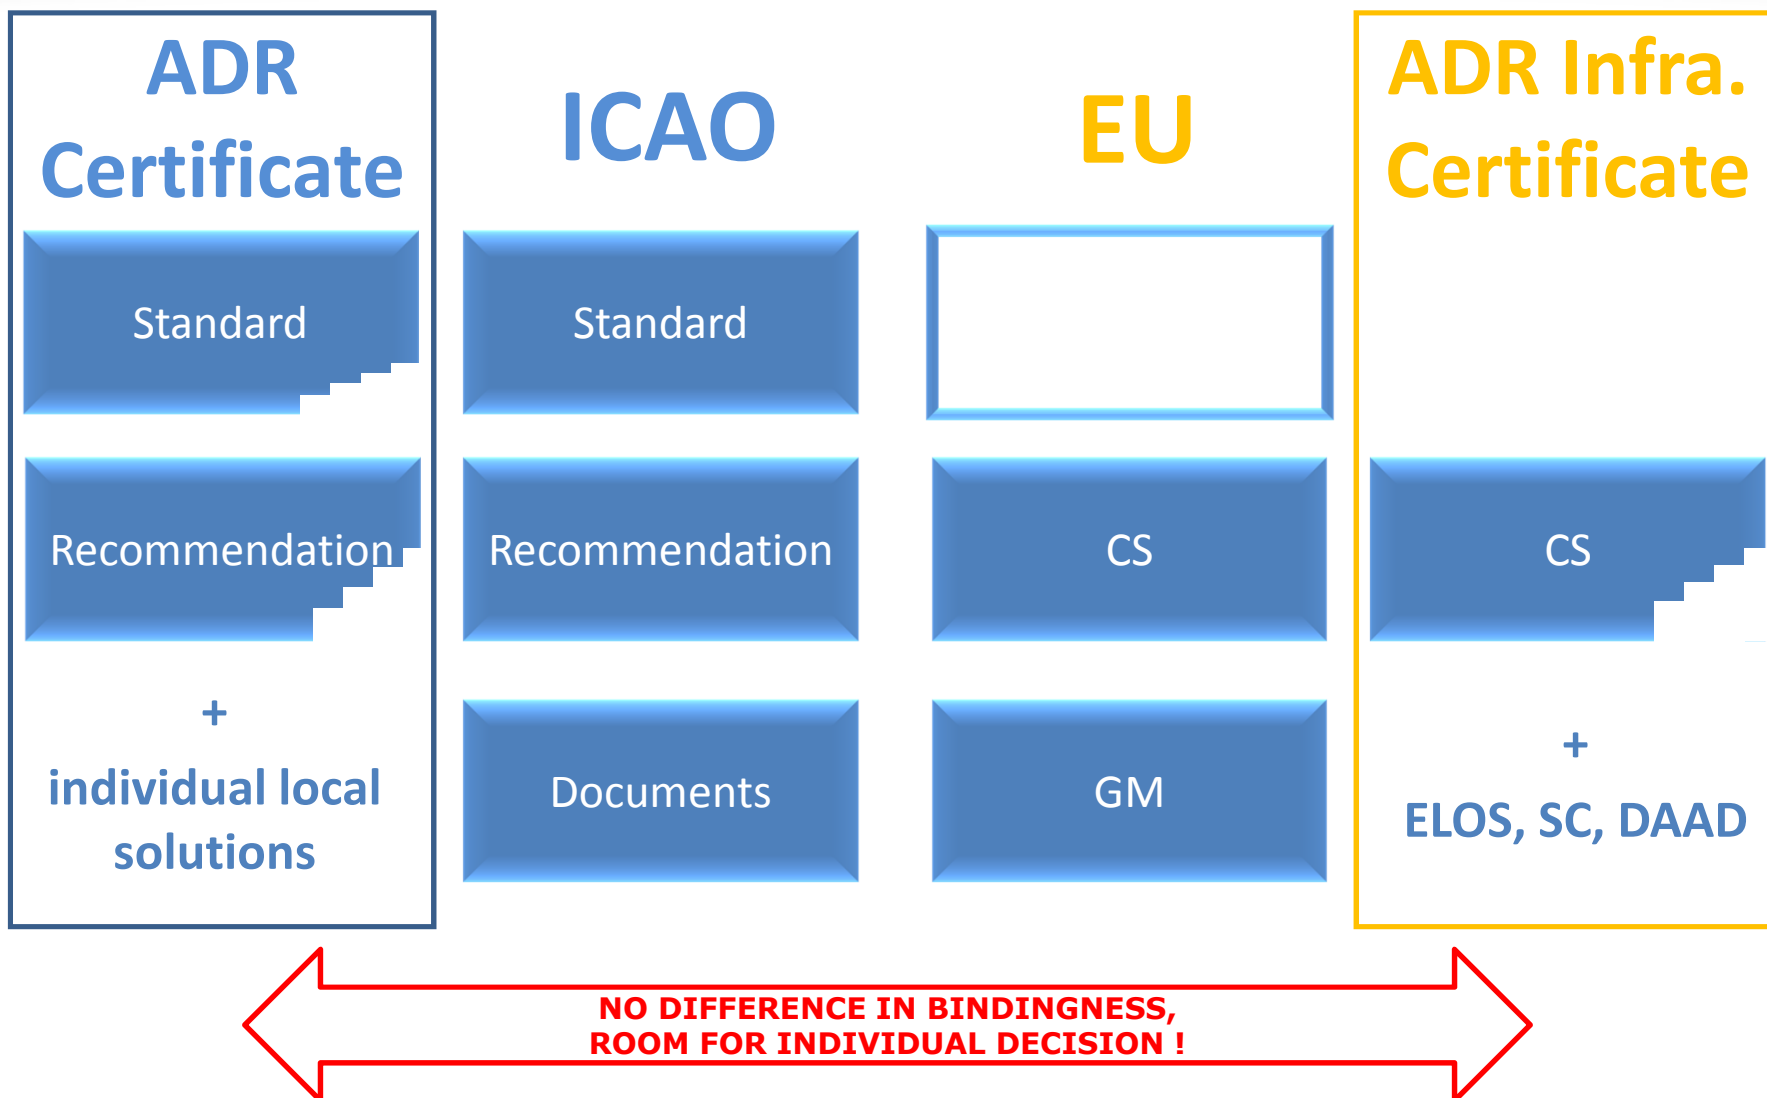 ADR
Certificate
ICAO
EU
ADR Infra.
Certificate
Standard
Standard
Recommendation
Recommendation
CS
CS
+
individual local
solutions
Documents
GM
+
ELOS, SC, DAAD
NO DIFFERENCE IN BINDINGNESS,
ROOM FOR INDIVIDUAL DECISION !